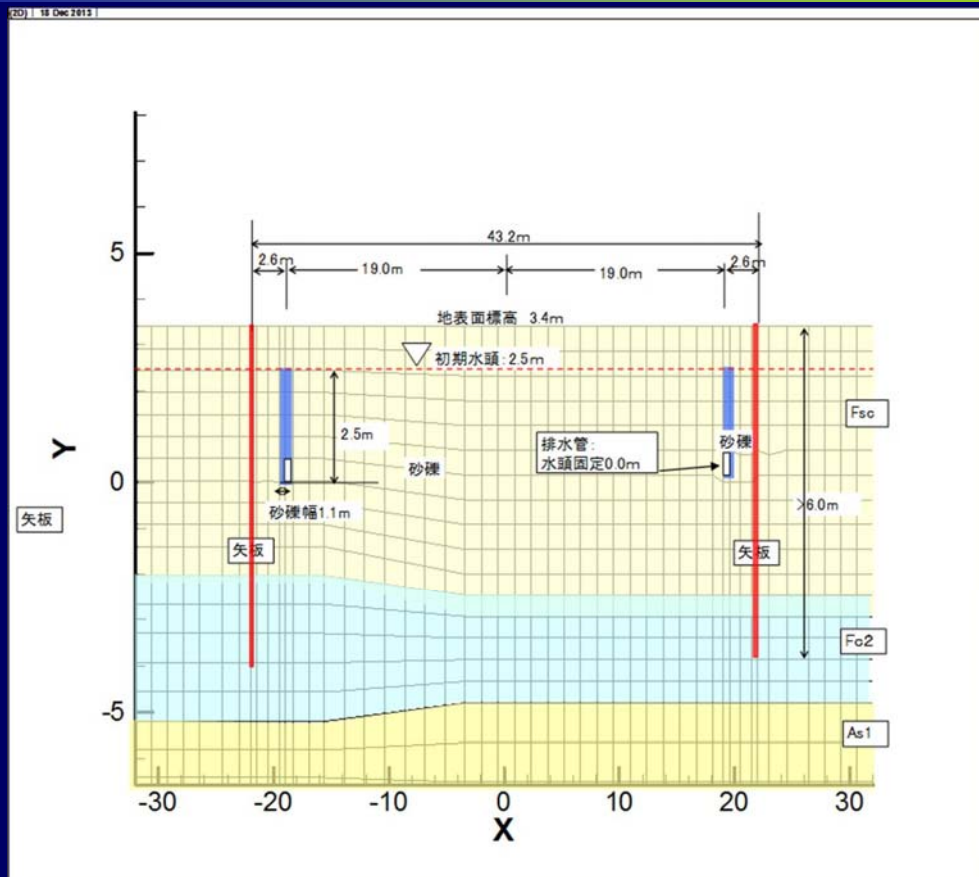 (2D) | 18 Dec 2013
43.2m
2.6m
19.0m
19.0m
2.6m
地表面標高 3.4m
初期水頭:2.5m
2.5m
砂礫
排水管:
水頭固定0.0m
砂礫
Fsc
砂礫幅1.1m
>6.0m
矢板
矢板
矢板
Fc2
As1
Y
5
0
-5
-30
-20
-10
0
10
20
30
X